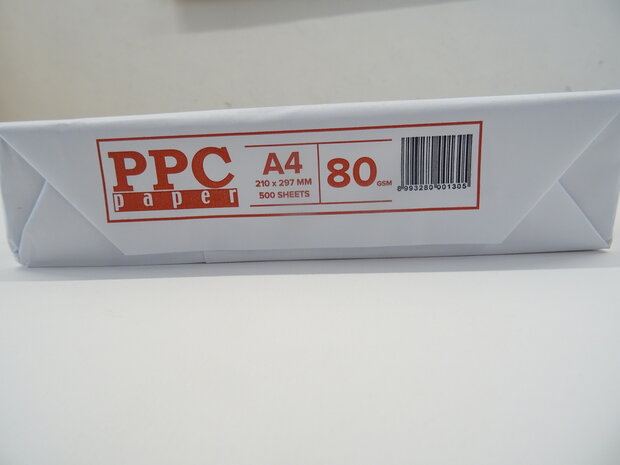 PPC
paper
A4
210 x 297 MM
500 SHEETS
80
GSM
8 993280 001305